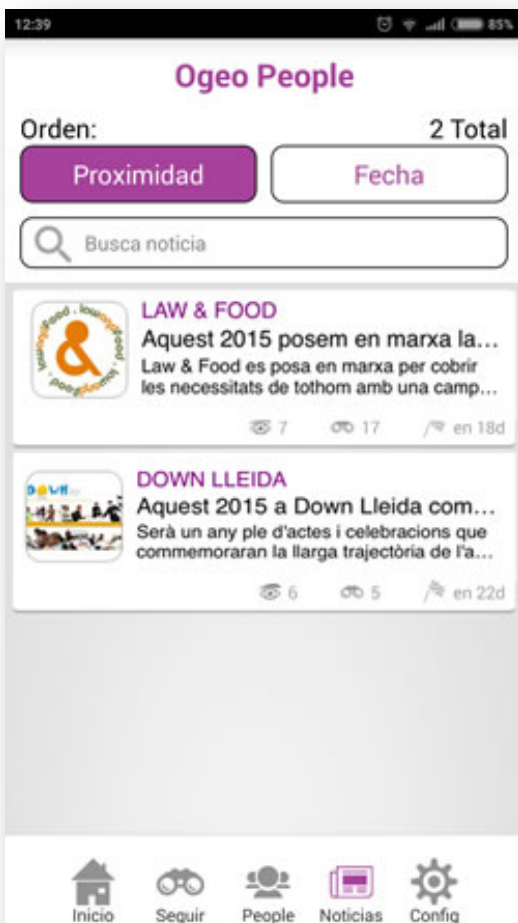 12:39
85%
Ogeo People
Orden:
2 Total
Proximidad
Fecha
Busca noticia
LAW & FOOD
Aquest 2015 posem en marxa la...
Law & Food es posa en marxa per cobrir
les necessitats de tothom amb una camp...
7
17
en 18d
DOWN LLEIDA
Aquest 2015 a Down Lleida com...
Serà un any ple d'actes i celebracions que
commemoraran la llarga trajectòria de l'a...
6
5
en 22d
Inicio
Seguir
People
Noticias
Config